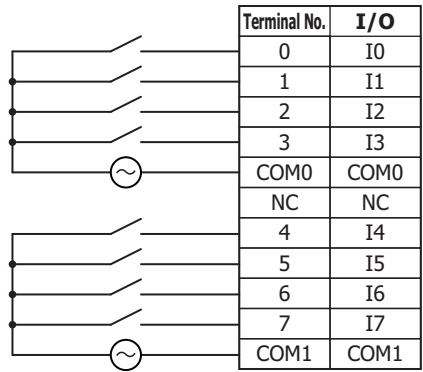 Terminal No. I/O
0 I0
1 I1
2 I2
3 I3
COM0 COM0
NC NC
4 I4
5 I5
6 I6
7 I7
COM1 COM1